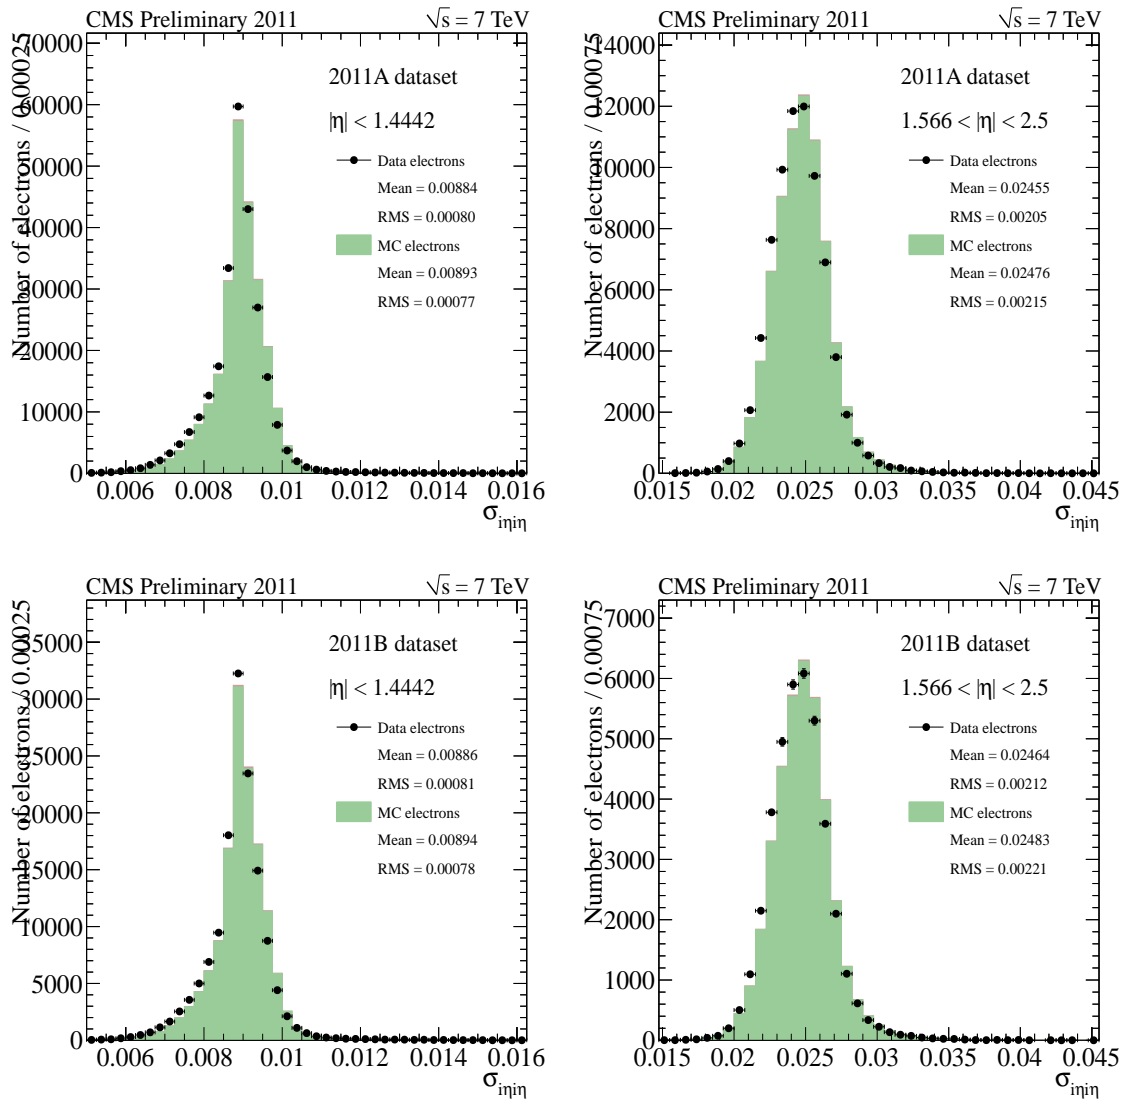 CMS Preliminary 2011 √s = 7 TeV
Number of electrons / 0.00025
70000
60000
50000
40000
30000
20000
10000
0
2011A dataset
|η| < 1.4442
Data electrons
Mean = 0.00884
RMS = 0.00080
MC electrons
Mean = 0.00893
RMS = 0.00077
0.006 0.008 0.01 0.012 0.014 0.016
σiηiη
CMS Preliminary 2011 √s = 7 TeV
Number of electrons / 0.00075
14000
12000
10000
8000
6000
4000
2000
0
2011A dataset
1.566 < |η| < 2.5
Data electrons
Mean = 0.02455
RMS = 0.00205
MC electrons
Mean = 0.02476
RMS = 0.00215
0.015 0.02 0.025 0.03 0.035 0.04 0.045
σiηiη
CMS Preliminary 2011 √s = 7 TeV
Number of electrons / 0.00025
35000
30000
25000
20000
15000
10000
5000
0
2011B dataset
|η| < 1.4442
Data electrons
Mean = 0.00886
RMS = 0.00081
MC electrons
Mean = 0.00894
RMS = 0.00078
0.006 0.008 0.01 0.012 0.014 0.016
σiηiη
CMS Preliminary 2011 √s = 7 TeV
Number of electrons / 0.00075
7000
6000
5000
4000
3000
2000
1000
0
2011B dataset
1.566 < |η| < 2.5
Data electrons
Mean = 0.02464
RMS = 0.00212
MC electrons
Mean = 0.02483
RMS = 0.00221
0.015 0.02 0.025 0.03 0.035 0.04 0.045
σiηiη